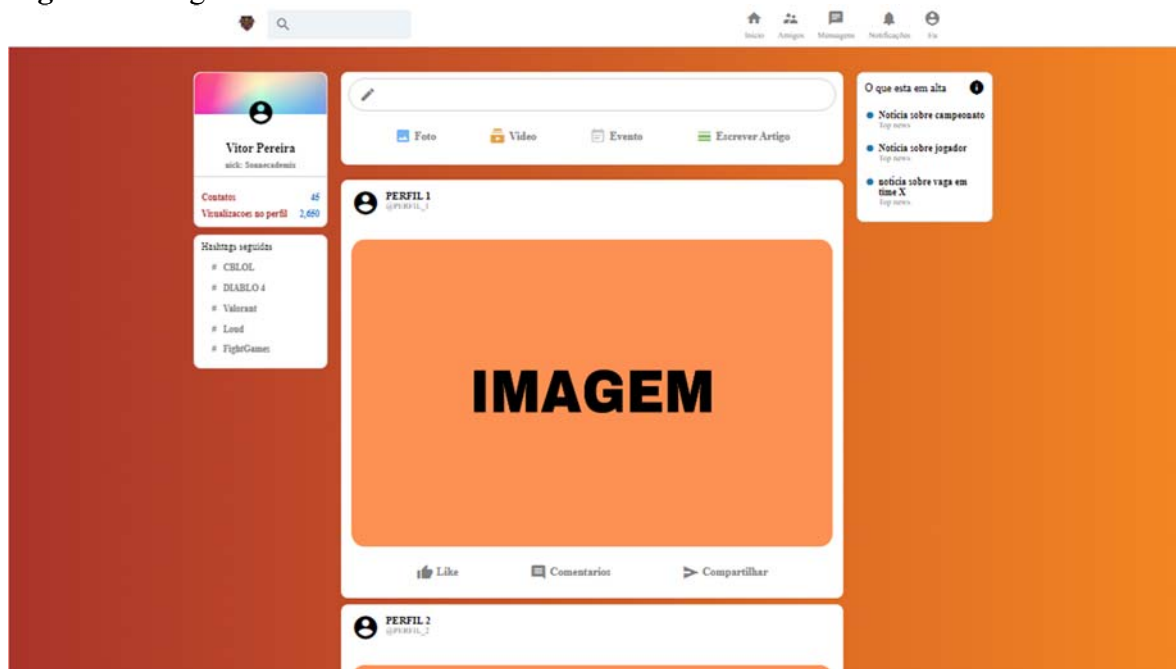 Inicio Amigos Mensagens Notificações Eu
Vitor Pereira
Contatos 45
Visualizacoes no perfil 2,650
Hashtags seguidas
# CBLOL
# DIABLO 4
# Valorant
# Loud
# FightGames
Foto Video Evento Escrever Artigo
PERFIL 1
@PERFIL_1
IMAGEM
Like Comentarios Compartilhar
PERFIL 2
@PERFIL_2
O que esta em alta
Noticia sobre campeonato
Top news
Noticia sobre jogador
Top news
noticia sobre vaga em
time X
Top news